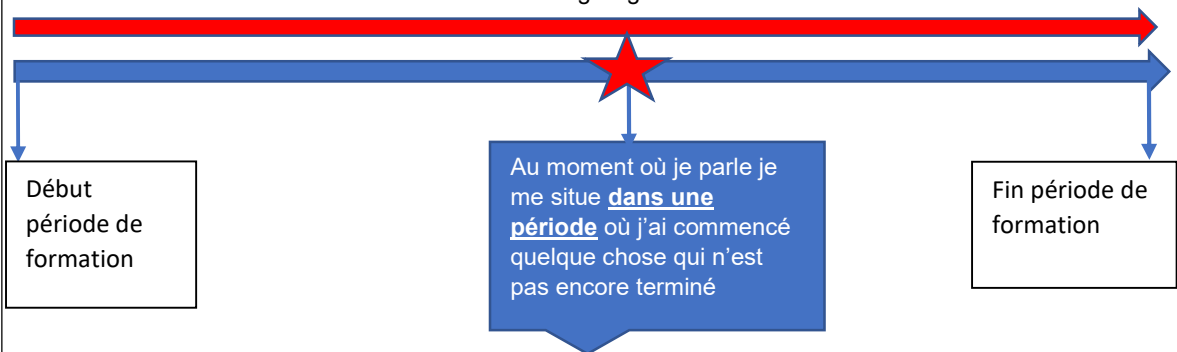 Début
période de
formation
Au moment où je parle je
me situe dans une
période où j'ai commencé
quelque chose qui n'est
pas encore terminé
Fin période de
formation